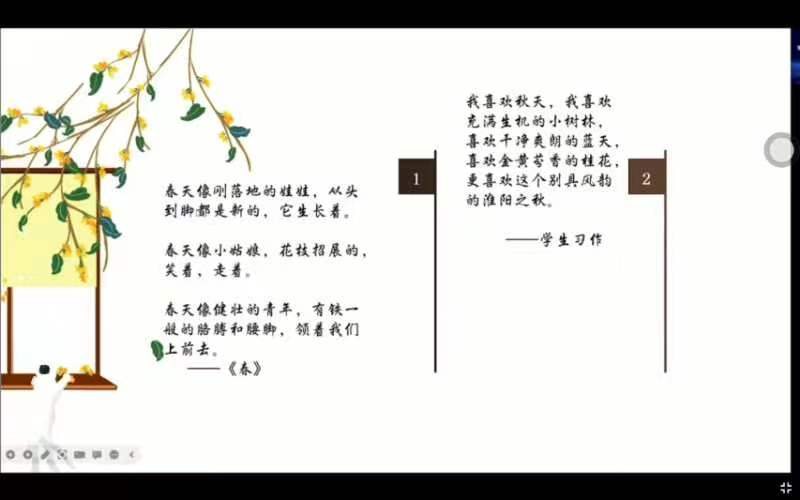 春天像刚落地的娃娃，从头
到脚都是新的，它生长着。
春天像小姑娘，花枝招展的，
笑着，走着。
春天像健壮的青年，有铁一
般的胳膊和腰脚，领着我们
上前去。
——《春》
1
我喜欢秋天，我喜欢
充满生机的小树林，
喜欢干净爽朗的蓝天，
喜欢金黄芬香的桂花，
更喜欢这个别具风韵
的淮阳之秋。
——学生习作
2